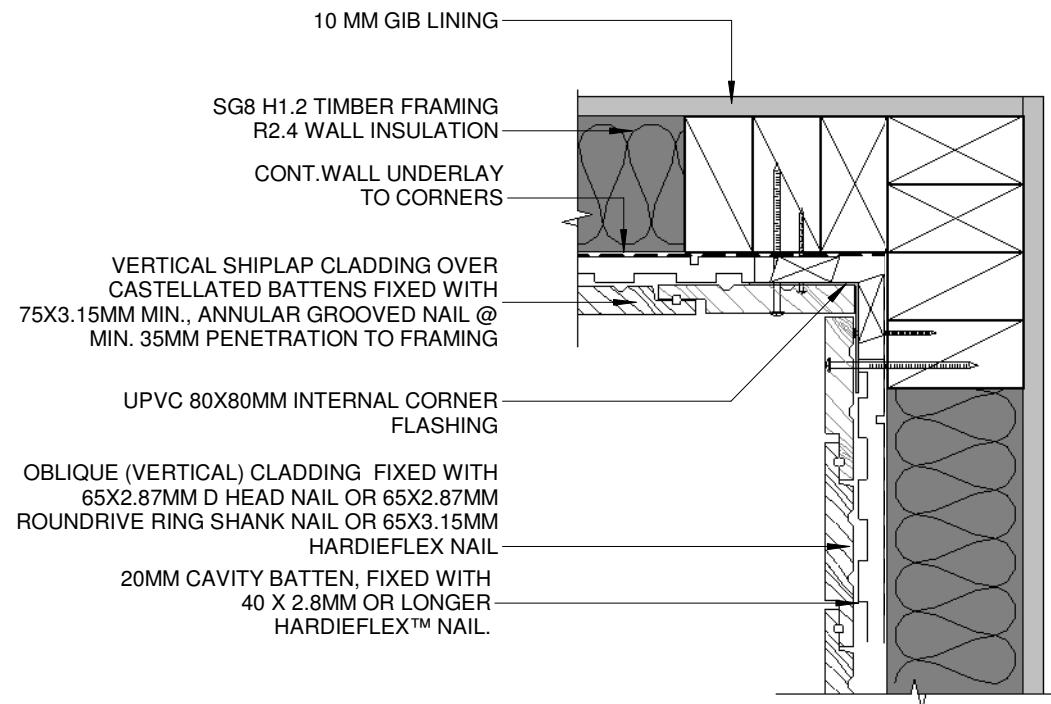 10 MM GIB LINING
SG8 H1.2 TIMBER FRAMING
R2.4 WALL INSULATION
CONT.WALL UNDERLAY
TO CORNERS
VERTICAL SHIPLAP CLADDING OVER
CASTELLATED BATTENS FIXED WITH
75X3.15MM MIN., ANNULAR GROOVED NAIL @
MIN. 35MM PENETRATION TO FRAMING
UPVC 80X80MM INTERNAL CORNER
FLASHING
OBLIQUE (VERTICAL) CLADDING FIXED WITH
65X2.87MM D HEAD NAIL OR 65X2.87MM
ROUNDRIVE RING SHANK NAIL OR 65X3.15MM
HARDIEFLEX NAIL
20MM CAVITY BATTEN, FIXED WITH
40 X 2.8MM OR LONGER
HARDIEFLEX™ NAIL.